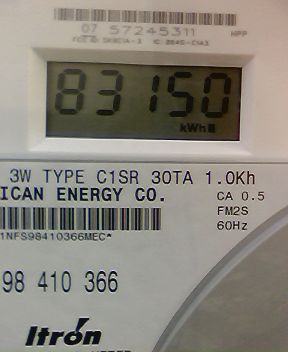 07 57245311
HPP
83150
kWh
3W TYPE C1SR 30TA 1.0Kh
ICAN ENERGY CO.
CA 0.5
FM2S
60Hz
1NFS98410366MEC*
98 410 366
Itron